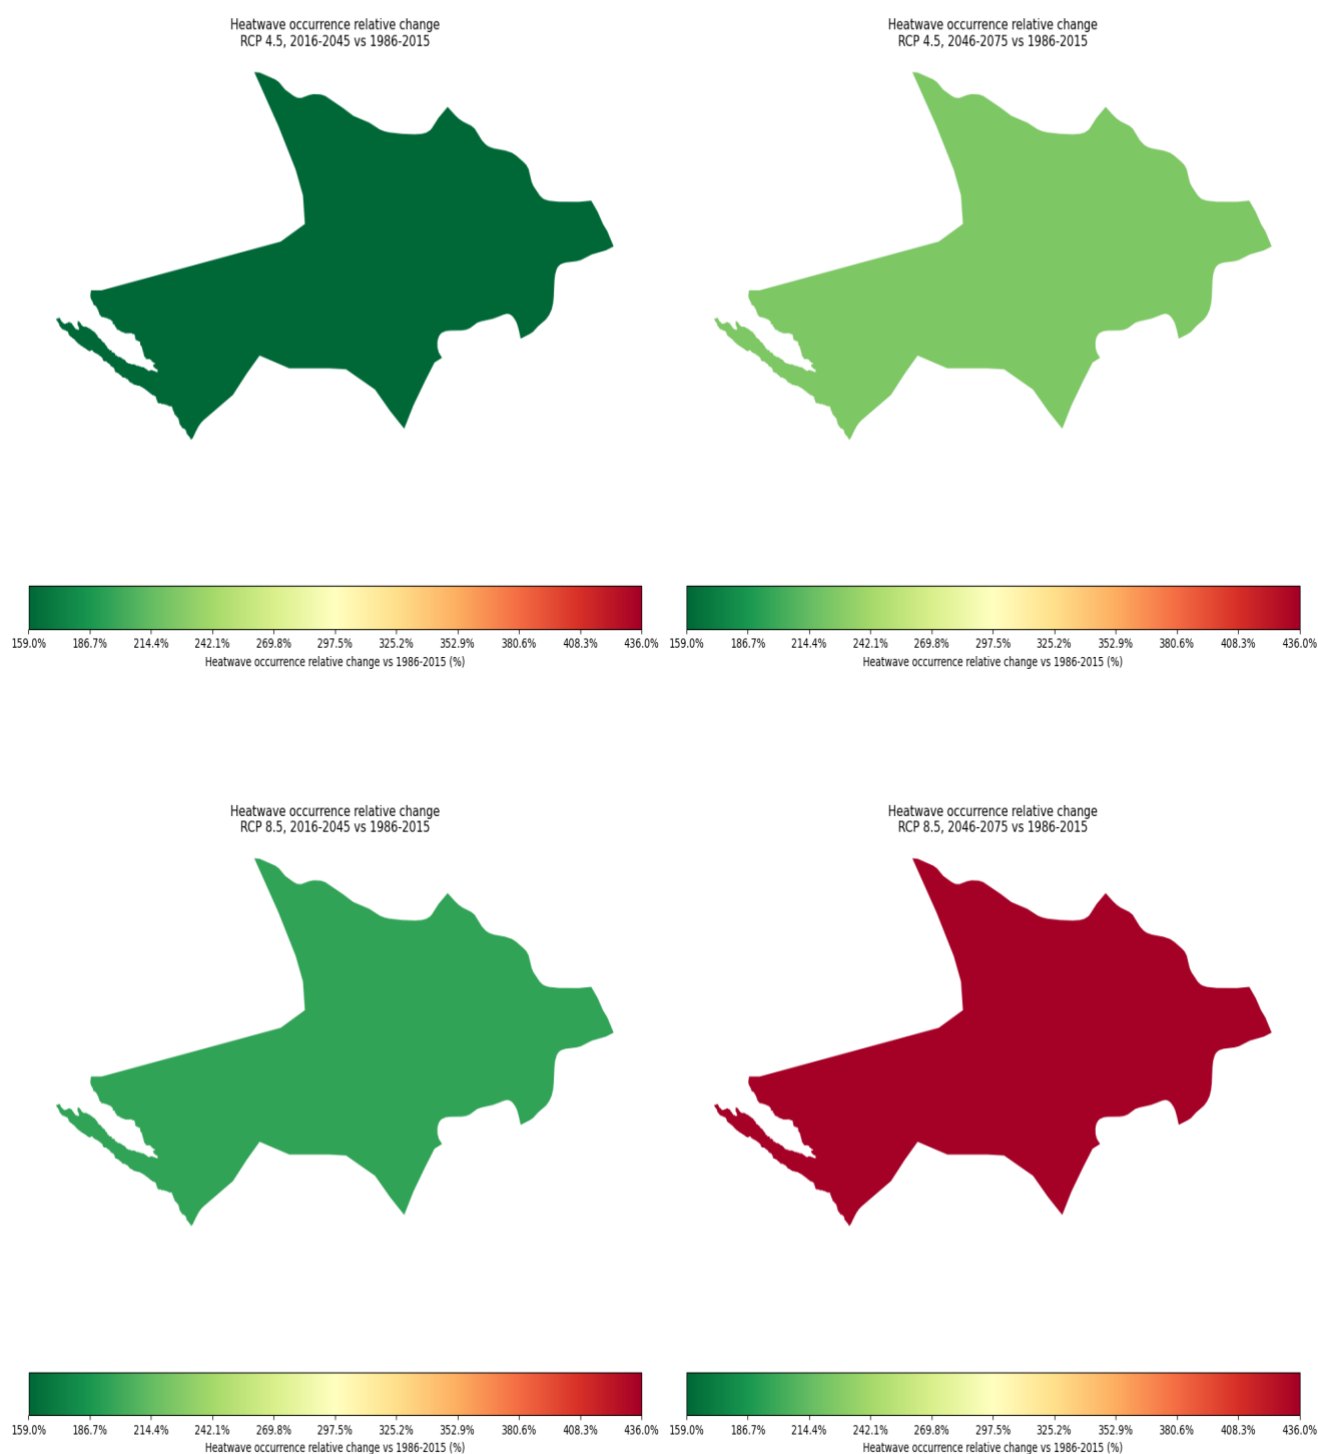 Heatwave occurrence relative change
RCP 4.5, 2016-2045 vs 1986-2015
Heatwave occurrence relative change
RCP 4.5, 2046-2075 vs 1986-2015
159.0% 186.7% 214.4% 242.1% 269.8% 297.5% 325.2% 352.9% 380.6% 408.3% 436.0%
Heatwave occurrence relative change vs 1986-2015 (%)
159.0% 186.7% 214.4% 242.1% 269.8% 297.5% 325.2% 352.9% 380.6% 408.3% 436.0%
Heatwave occurrence relative change vs 1986-2015 (%)
Heatwave occurrence relative change
RCP 8.5, 2016-2045 vs 1986-2015
Heatwave occurrence relative change
RCP 8.5, 2046-2075 vs 1986-2015
159.0% 186.7% 214.4% 242.1% 269.8% 297.5% 325.2% 352.9% 380.6% 408.3% 436.0%
Heatwave occurrence relative change vs 1986-2015 (%)
159.0% 186.7% 214.4% 242.1% 269.8% 297.5% 325.2% 352.9% 380.6% 408.3% 436.0%
Heatwave occurrence relative change vs 1986-2015 (%)